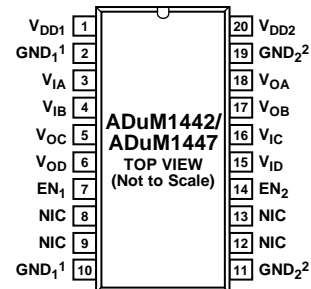 VDD1 1 20 VDD2
GND1¹ 2 19 GND2²
VIA 3 18 VOA
VIB 4 17 VOB
VOC 5 16 VIC
VOD 6 15 VID
EN1 7 14 EN2
NIC 8 13 NIC
NIC 9 12 NIC
GND1¹ 10 11 GND2²
ADuM1442/
ADuM1447
TOP VIEW
(Not to Scale)